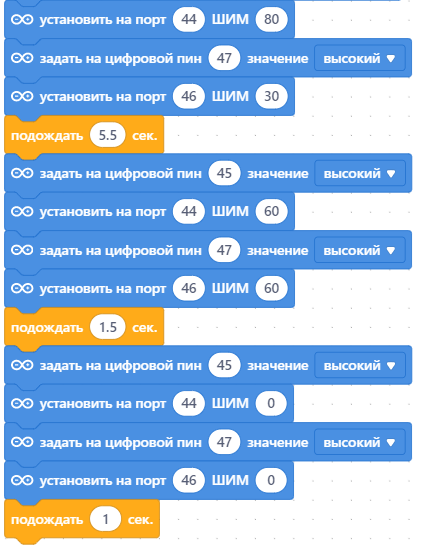 установить на порт 44 ШИМ 80
задать на цифровой пин 47 значение высокий
установить на порт 46 ШИМ 30
подождать 5.5 сек.
задать на цифровой пин 45 значение высокий
установить на порт 44 ШИМ 60
задать на цифровой пин 47 значение высокий
установить на порт 46 ШИМ 60
подождать 1.5 сек.
задать на цифровой пин 45 значение высокий
установить на порт 44 ШИМ 0
задать на цифровой пин 47 значение высокий
установить на порт 46 ШИМ 0
подождать 1 сек.